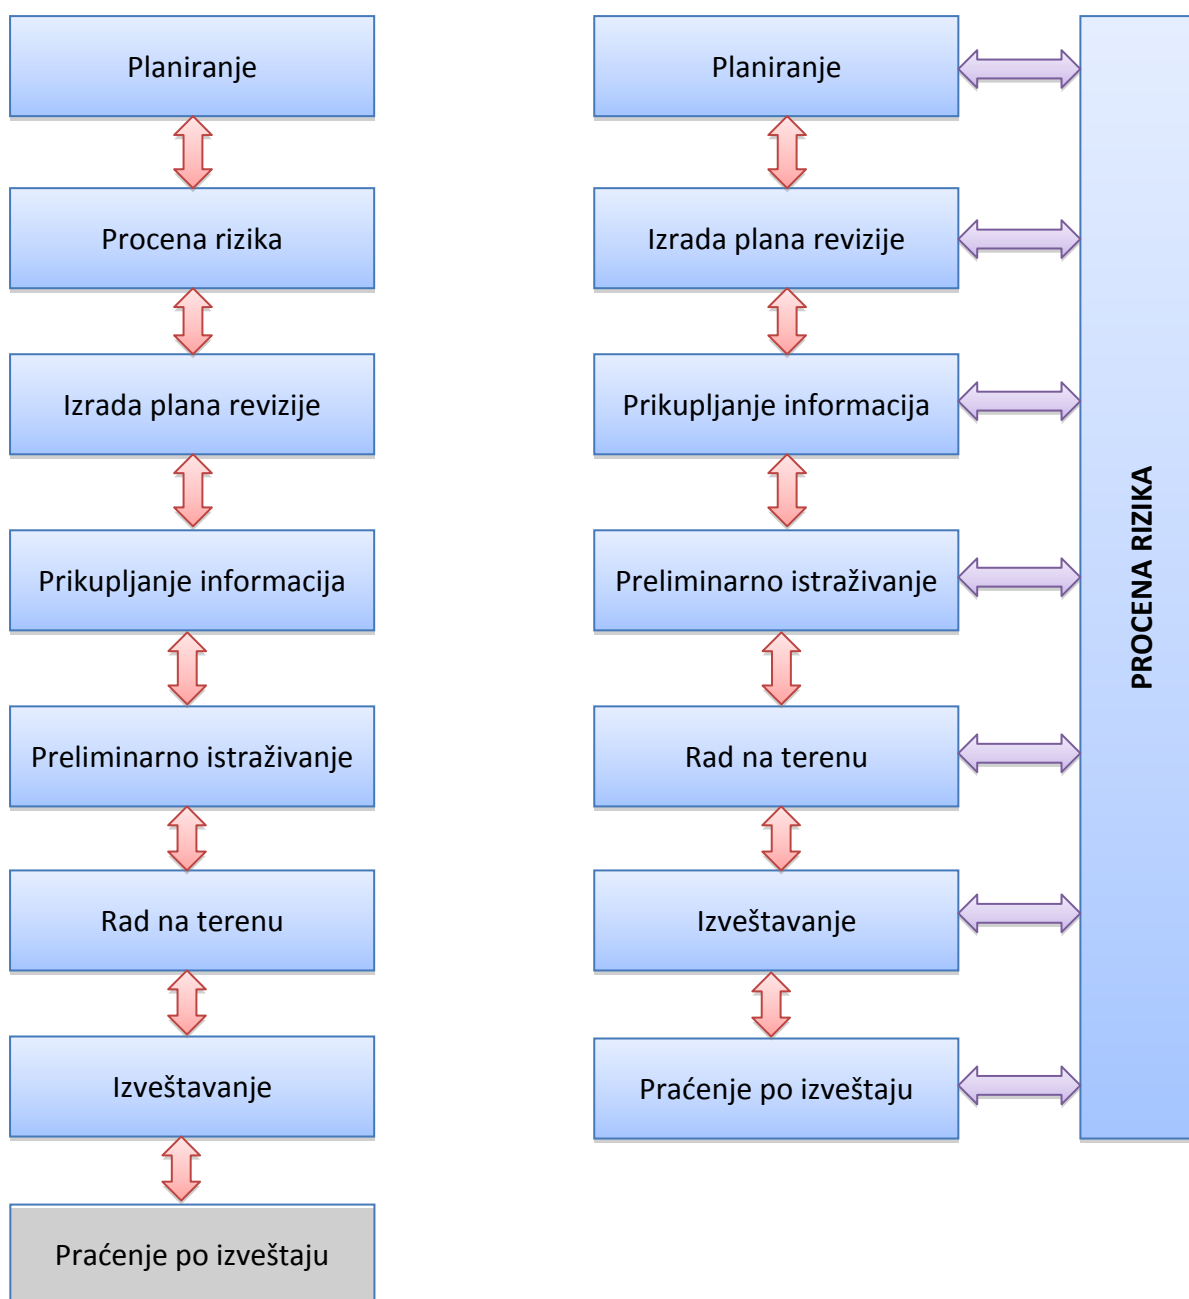 Planiranje
Procena rizika
Izrada plana revizije
Prikupljanje informacija
Preliminarno istraživanje
Rad na terenu
Izveštavanje
Praćenje po izveštaju
Planiranje
Izrada plana revizije
Prikupljanje informacija
Preliminarno istraživanje
Rad na terenu
Izveštavanje
Praćenje po izveštaju
PROCENA RIZIKA